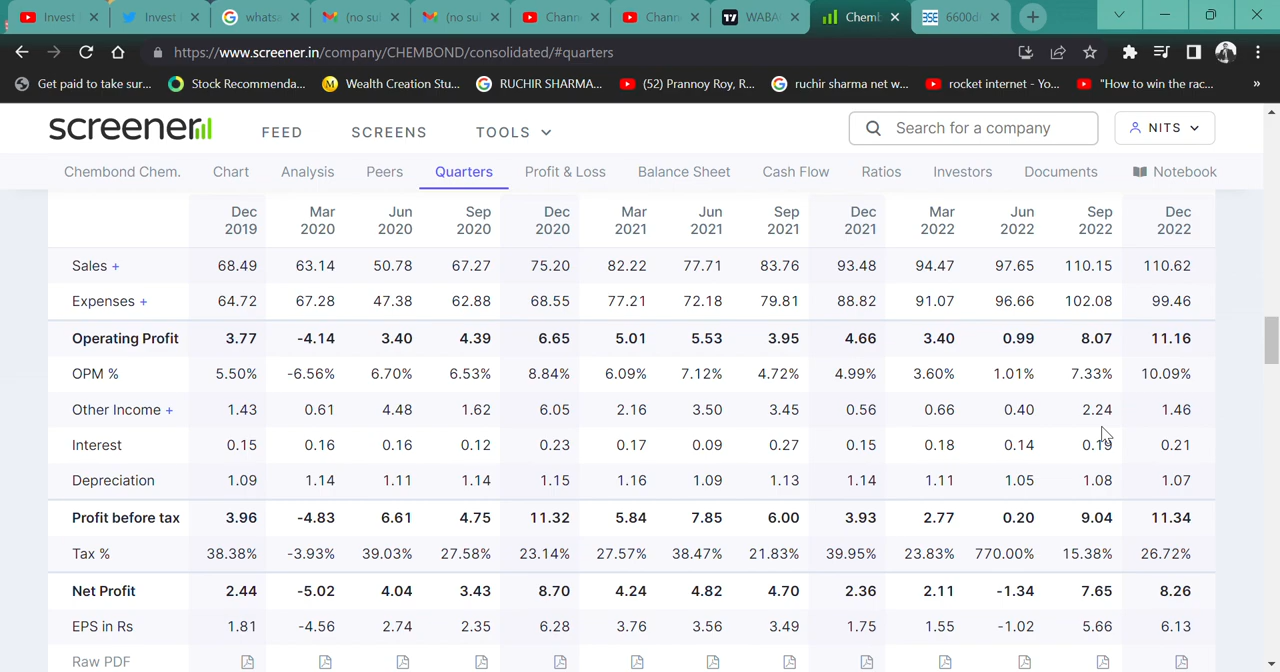 Invest
Invest
whatsa
(no sul
(no sul
Chann
Chann
WABA
Chemb
BSE 6600d
https://www.screener.in/company/CHEMBOND/consolidated/#quarters
Get paid to take sur... Stock Recommenda... Wealth Creation Stu... RUCHIR SHARMA... (52) Prannoy Roy, R... ruchir sharma net w... rocket internet - Yo... "How to win the rac... »
screener
FEED SCREENS TOOLS
Search for a company
NITS
Chembond Chem. Chart Analysis Peers Quarters Profit & Loss Balance Sheet Cash Flow Ratios Investors Documents Notebook
Dec Mar Jun Sep Dec Mar Jun Sep Dec Mar Jun Sep Dec
2019 2020 2020 2020 2020 2021 2021 2021 2021 2022 2022 2022 2022
Sales + 68.49 63.14 50.78 67.27 75.20 82.22 77.71 83.76 93.48 94.47 97.65 110.15 110.62
Expenses + 64.72 67.28 47.38 62.88 68.55 77.21 72.18 79.81 88.82 91.07 96.66 102.08 99.46
Operating Profit 3.77 -4.14 3.40 4.39 6.65 5.01 5.53 3.95 4.66 3.40 0.99 8.07 11.16
OPM % 5.50% -6.56% 6.70% 6.53% 8.84% 6.09% 7.12% 4.72% 4.99% 3.60% 1.01% 7.33% 10.09%
Other Income + 1.43 0.61 4.48 1.62 6.05 2.16 3.50 3.45 0.56 0.66 0.40 2.24 1.46
Interest 0.15 0.16 0.16 0.12 0.23 0.17 0.09 0.27 0.15 0.18 0.14 0.19 0.21
Depreciation 1.09 1.14 1.11 1.14 1.15 1.16 1.09 1.13 1.14 1.11 1.05 1.08 1.07
Profit before tax 3.96 -4.83 6.61 4.75 11.32 5.84 7.85 6.00 3.93 2.77 0.20 9.04 11.34
Tax % 38.38% -3.93% 39.03% 27.58% 23.14% 27.57% 38.47% 21.83% 39.95% 23.83% 770.00% 15.38% 26.72%
Net Profit 2.44 -5.02 4.04 3.43 8.70 4.24 4.82 4.70 2.36 2.11 -1.34 7.65 8.26
EPS in Rs 1.81 -4.56 2.74 2.35 6.28 3.76 3.56 3.49 1.75 1.55 -1.02 5.66 6.13
Raw PDF